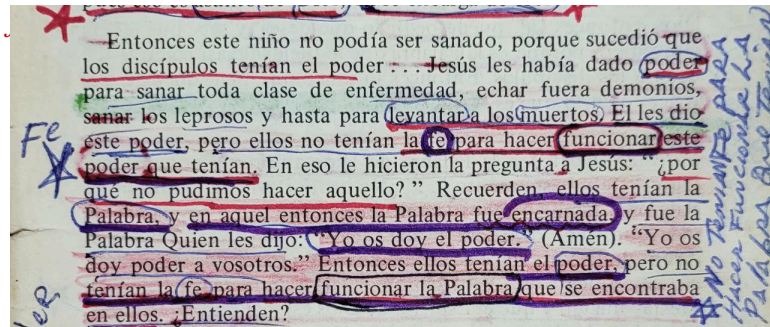 Entonces este niño no podía ser sanado, porque sucedió que
los discípulos tenían el poder . . . Jesús les había dado poder
para sanar toda clase de enfermedad, echar fuera demonios,
sanar los leprosos y hasta para levantar a los muertos. El les dio
este poder, pero ellos no tenían la fe para hacer funcionar este
poder que tenían. En eso le hicieron la pregunta a Jesús: “¿por
qué no pudimos hacer aquello?” Recuerden, ellos tenían la
Palabra, y en aquel entonces la Palabra fue encarnada, y fue la
Palabra Quien les dijo: “Yo os doy el poder.” (Amén). “Yo os
doy poder a vosotros.” Entonces ellos tenían el poder, pero no
tenían la fe para hacer funcionar la Palabra que se encontraba
en ellos. ¿Entienden?
Fe
No Tenian Fe PARA
Hacer Funcionar LA
Palabra Que Tenian